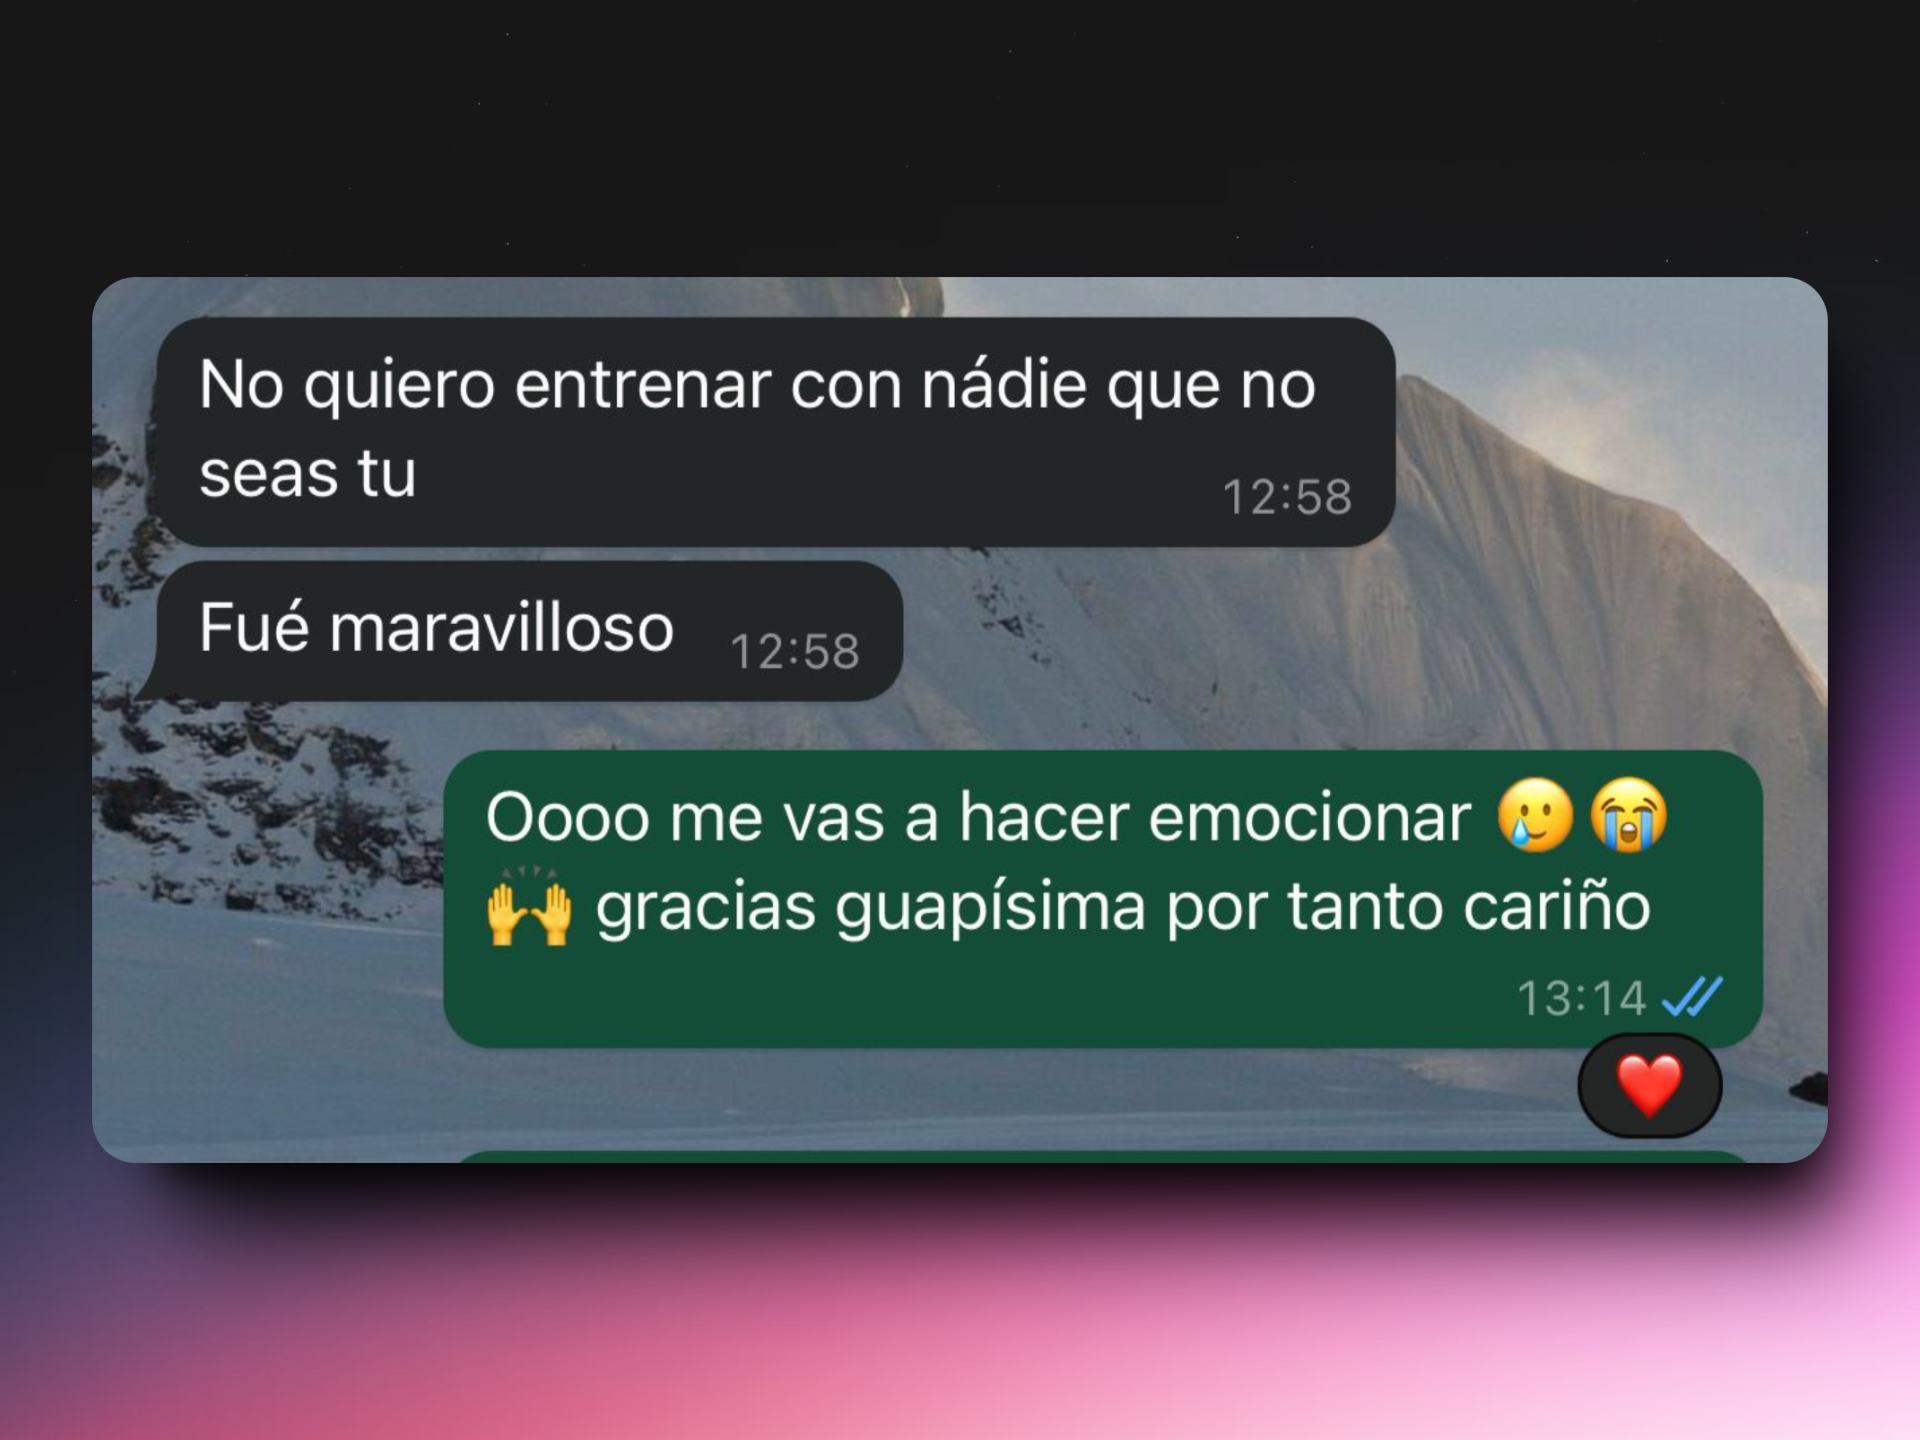 No quiero entrenar con nádie que no
seas tu
12:58
Fué maravilloso 12:58
Oooo me vas a hacer emocionar 🥲😭
🙌 gracias guapísima por tanto cariño
13:14